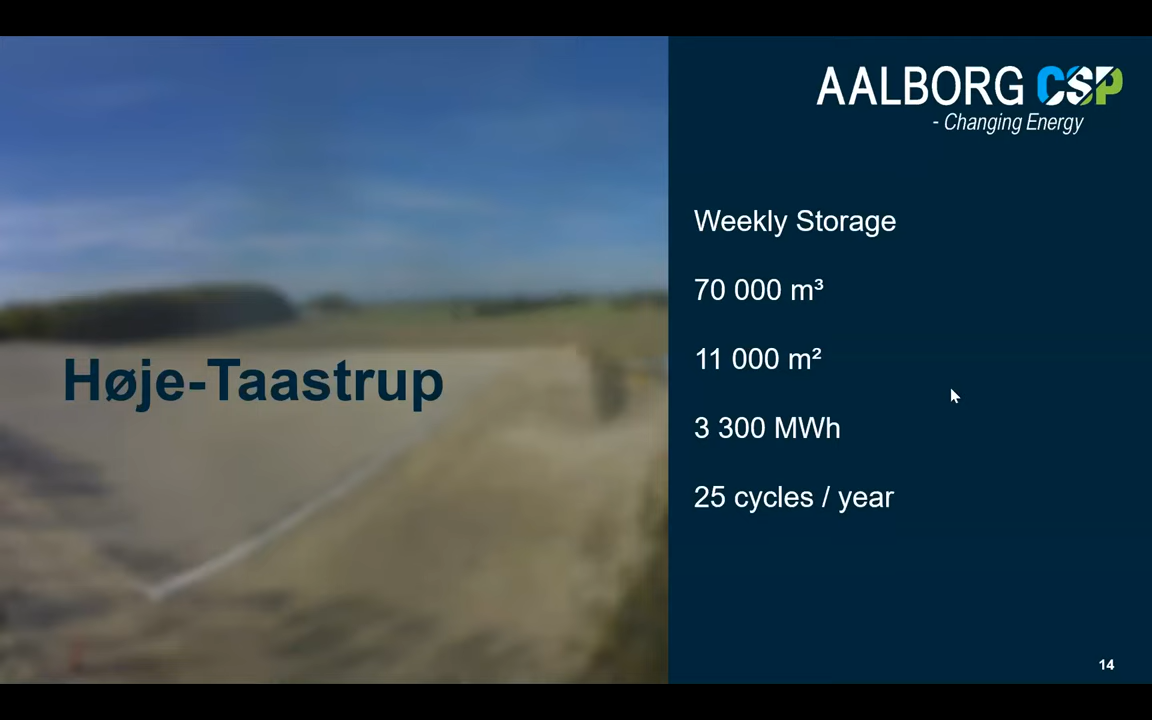 AALBORG CSP
- Changing Energy
Weekly Storage
70 000 m³
11 000 m²
3 300 MWh
25 cycles / year
Høje-Taastrup
14